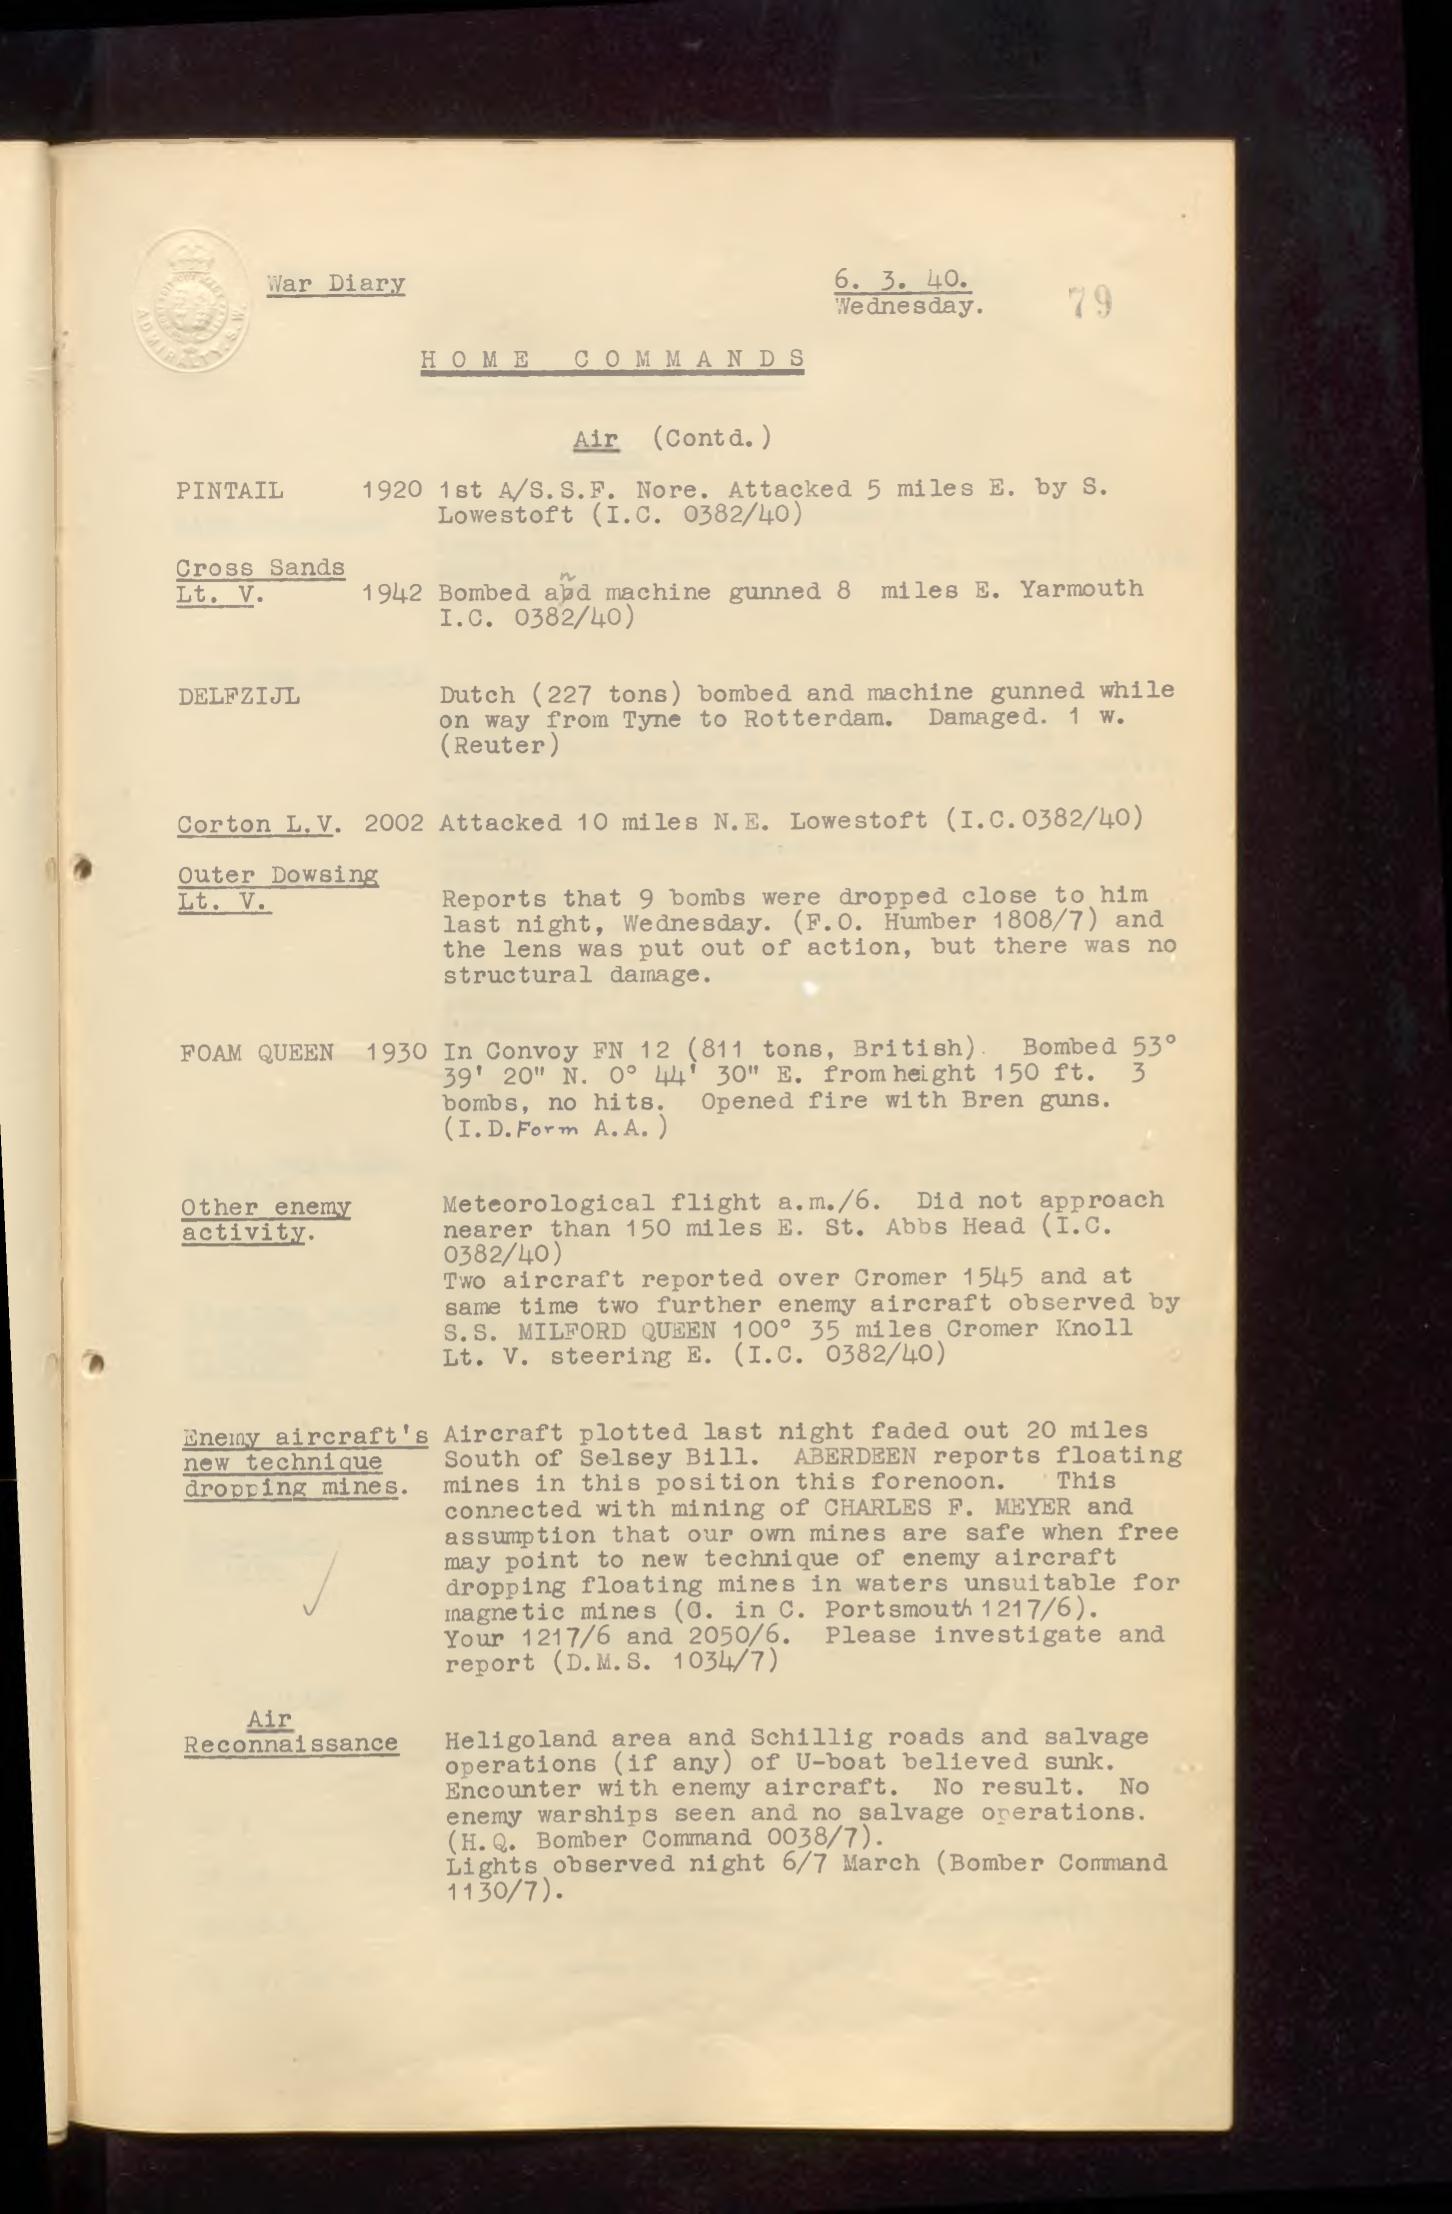 War Diary
6. 3. 40.
Wednesday.
79
ADMIRALTY. S.W.
HOME COMMANDS
Air (Contd.)
PINTAIL 1920 1st A/S.S.F. Nore. Attacked 5 miles E. by S.
Lowestoft (I.C. 0382/40)
Cross Sands
Lt. V. 1942 Bombed and machine gunned 8 miles E. Yarmouth
I.C. 0382/40)
DELFZIJL Dutch (227 tons) bombed and machine gunned while
on way from Tyne to Rotterdam. Damaged. 1 w.
(Reuter)
Corton L.V. 2002 Attacked 10 miles N.E. Lowestoft (I.C.0382/40)
Outer Dowsing
Lt. V. Reports that 9 bombs were dropped close to him
last night, Wednesday. (F.O. Humber 1808/7) and
the lens was put out of action, but there was no
structural damage.
FOAM QUEEN 1930 In Convoy FN 12 (811 tons, British). Bombed 53°
39' 20" N. 0° 44' 30" E. from height 150 ft. 3
bombs, no hits. Opened fire with Bren guns.
(I.D.Form A.A.)
Other enemy Meteorological flight a.m./6. Did not approach
activity. nearer than 150 miles E. St. Abbs Head (I.C.
0382/40)
Two aircraft reported over Cromer 1545 and at
same time two further enemy aircraft observed by
S.S. MILFORD QUEEN 100° 35 miles Cromer Knoll
Lt. V. steering E. (I.C. 0382/40)
Enemy aircraft's Aircraft plotted last night faded out 20 miles
new technique South of Selsey Bill. ABERDEEN reports floating
dropping mines. mines in this position this forenoon. This
connected with mining of CHARLES F. MEYER and
assumption that our own mines are safe when free
may point to new technique of enemy aircraft
dropping floating mines in waters unsuitable for
magnetic mines (C. in C. Portsmouth 1217/6).
Your 1217/6 and 2050/6. Please investigate and
report (D.M.S. 1034/7)
Air
Reconnaissance Heligoland area and Schillig roads and salvage
operations (if any) of U-boat believed sunk.
Encounter with enemy aircraft. No result. No
enemy warships seen and no salvage operations.
(H.Q. Bomber Command 0038/7).
Lights observed night 6/7 March (Bomber Command
1130/7).